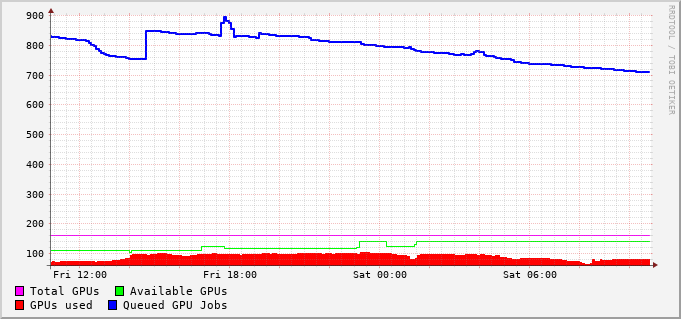 900
800
700
600
500
400
300
200
100
Fri 12:00 Fri 18:00 Sat 00:00 Sat 06:00
Total GPUs Available GPUs
GPUs used Queued GPU Jobs
RRDTOOL / TOBI OETIKER